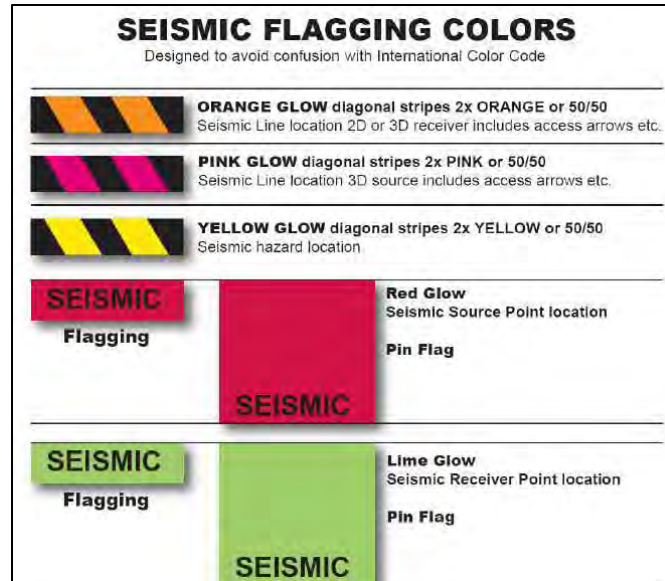 SEISMIC FLAGGING COLORS
Designed to avoid confusion with International Color Code
ORANGE GLOW diagonal stripes 2x ORANGE or 50/50
Seismic Line location 2D or 3D receiver includes access arrows etc.
PINK GLOW diagonal stripes 2x PINK or 50/50
Seismic Line location 3D source includes access arrows etc.
YELLOW GLOW diagonal stripes 2x YELLOW or 50/50
Seismic hazard location
SEISMIC
Flagging
SEISMIC
Red Glow
Seismic Source Point location
Pin Flag
SEISMIC
Flagging
SEISMIC
Lime Glow
Seismic Receiver Point location
Pin Flag